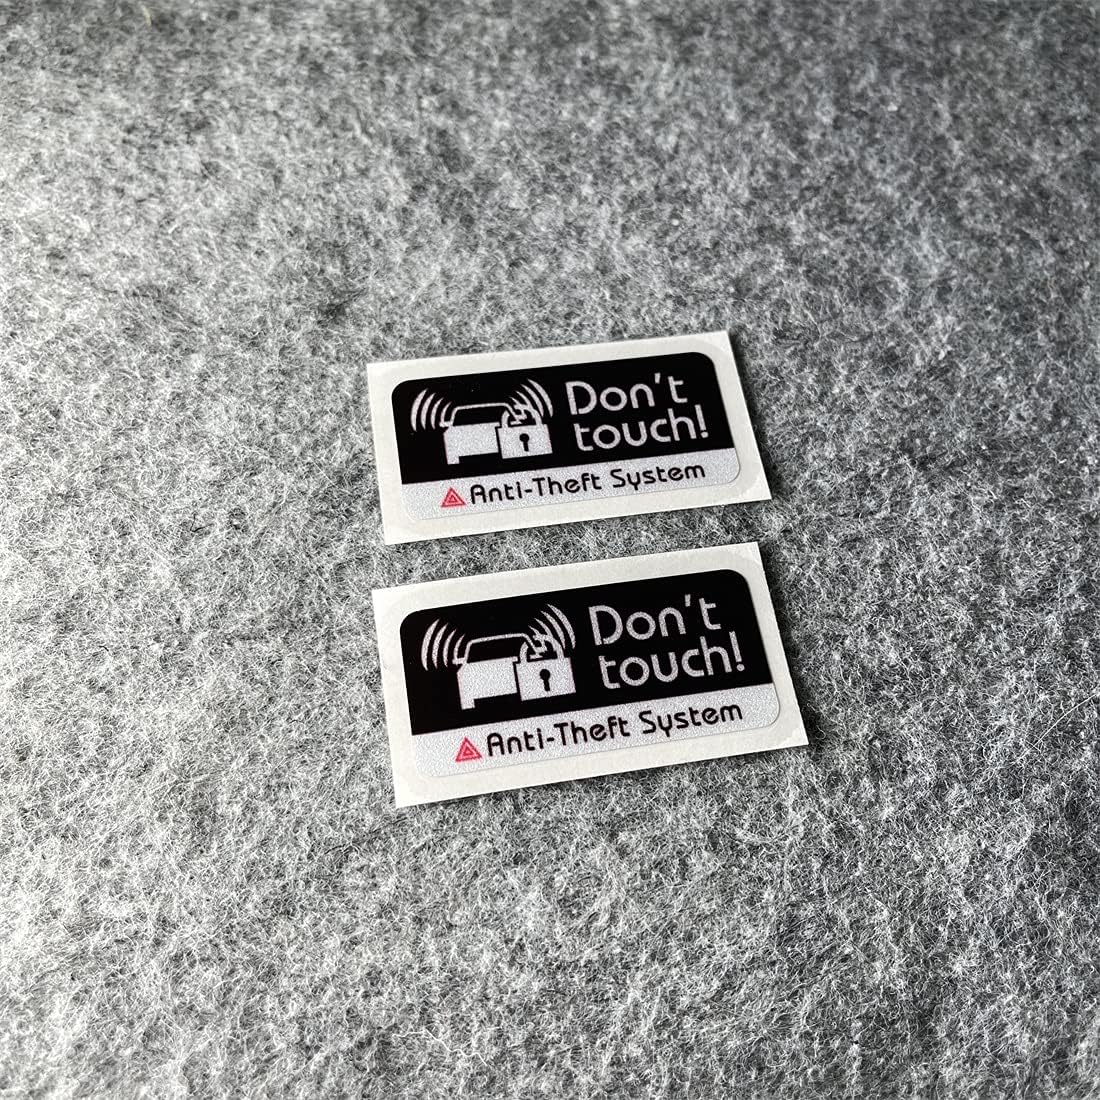 Don't
touch!
Anti-Theft System
Don't
touch!
Anti-Theft System